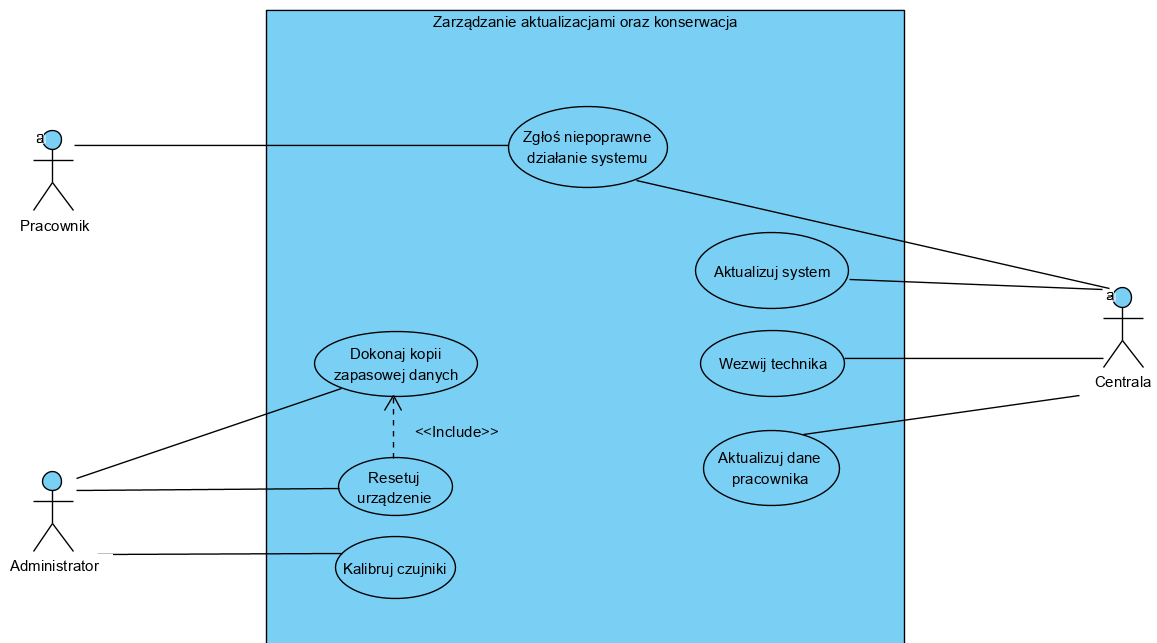 Zarządzanie aktualizacjami oraz konserwacja
a
Pracownik
Zgłoś niepoprawne
działanie systemu
Aktualizuj system
a
Centrala
Dokonaj kopii
zapasowej danych
Wezwij technika
<<Include>>
Resetuj
urządzenie
Aktualizuj dane
pracownika
Administrator
Kalibruj czujniki